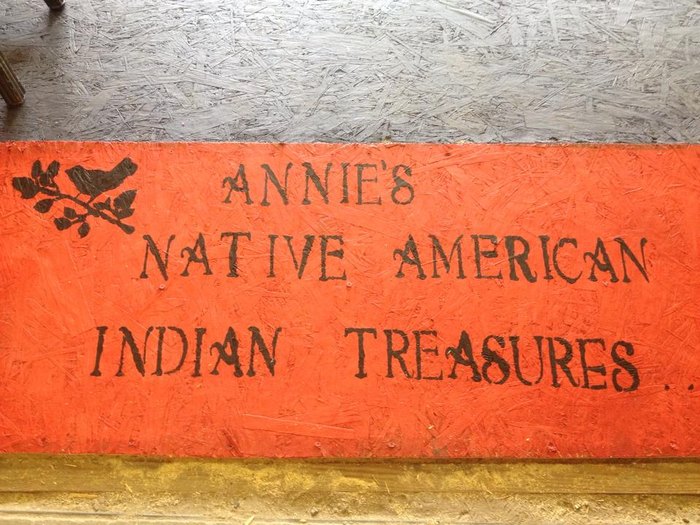 ANNIE'S
NATIVE AMERICAN
INDIAN TREASURES..